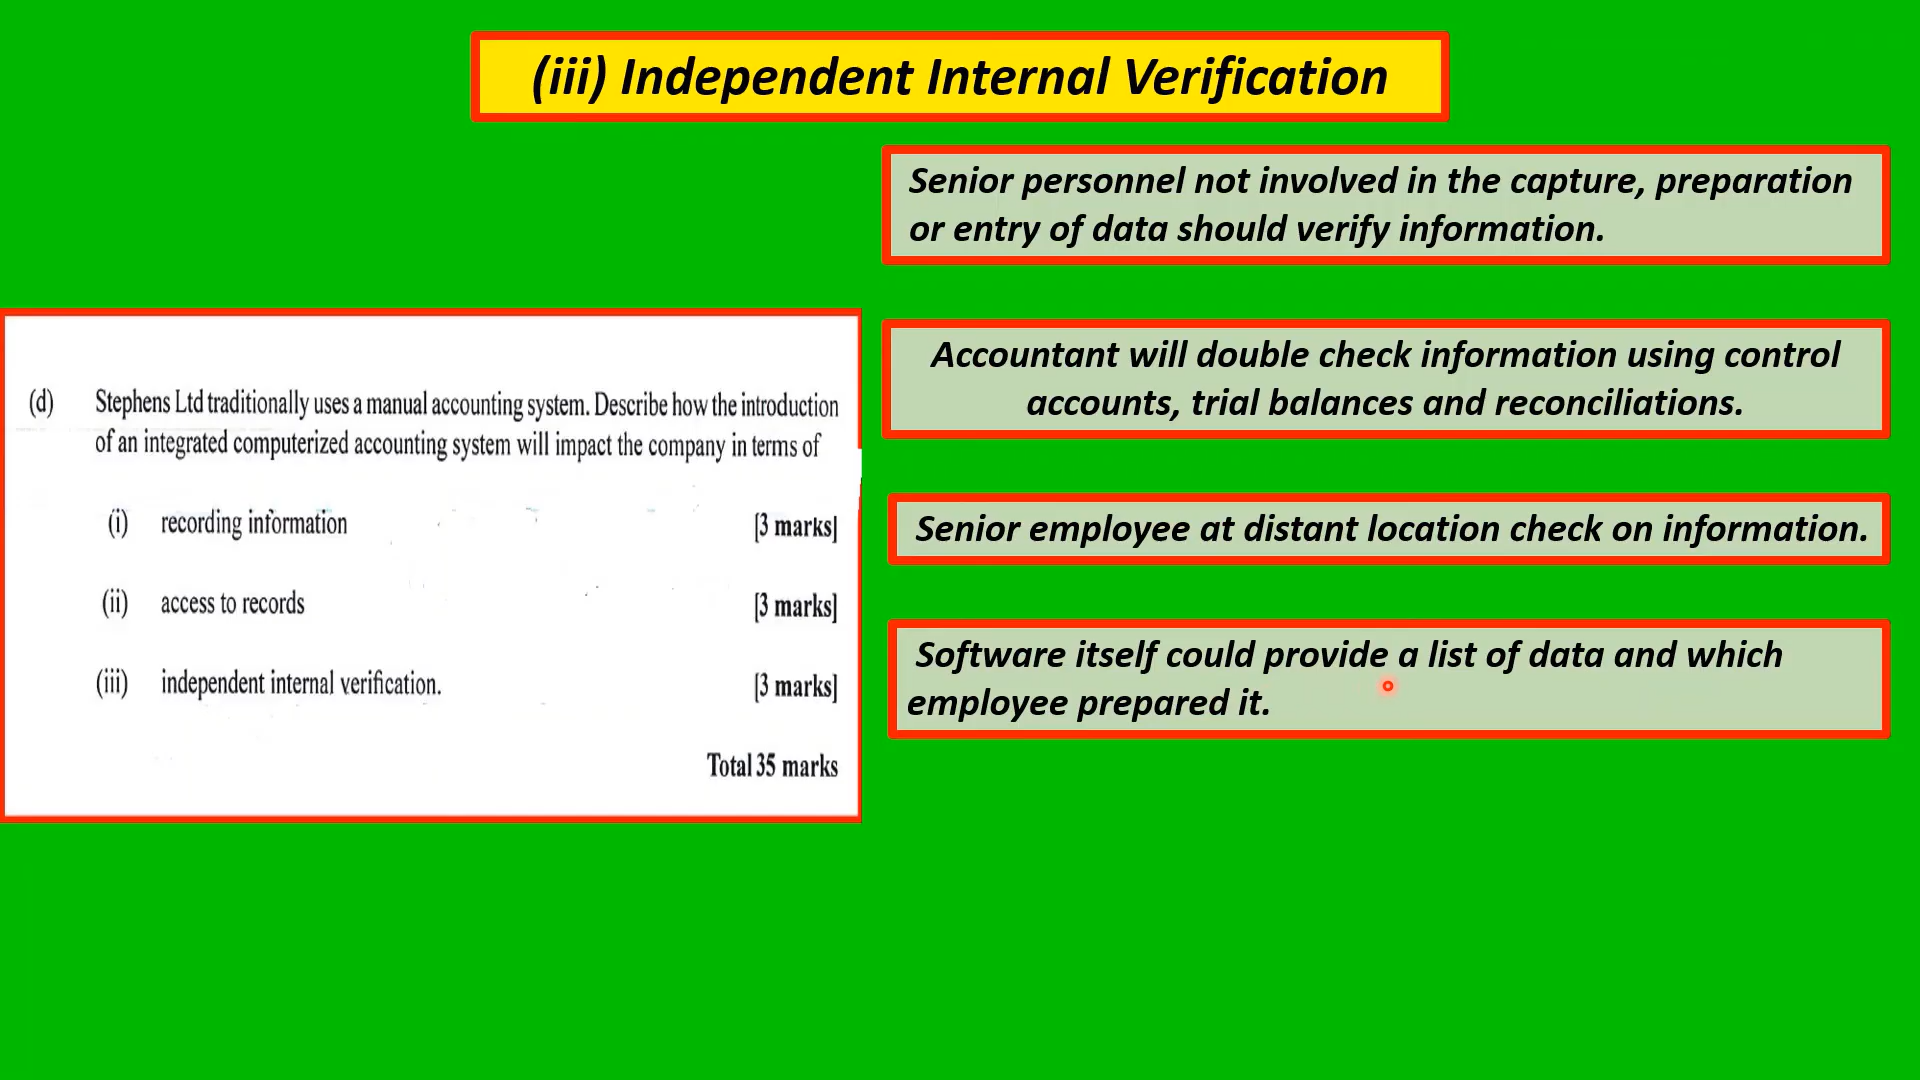 (iii) Independent Internal Verification
Senior personnel not involved in the capture, preparation
or entry of data should verify information.
Accountant will double check information using control
accounts, trial balances and reconciliations.
Senior employee at distant location check on information.
Software itself could provide a list of data and which
employee prepared it.
(d) Stephens Ltd traditionally uses a manual accounting system. Describe how the introduction
of an integrated computerized accounting system will impact the company in terms of
(i) recording information [3 marks]
(ii) access to records [3 marks]
(iii) independent internal verification. [3 marks]
Total 35 marks